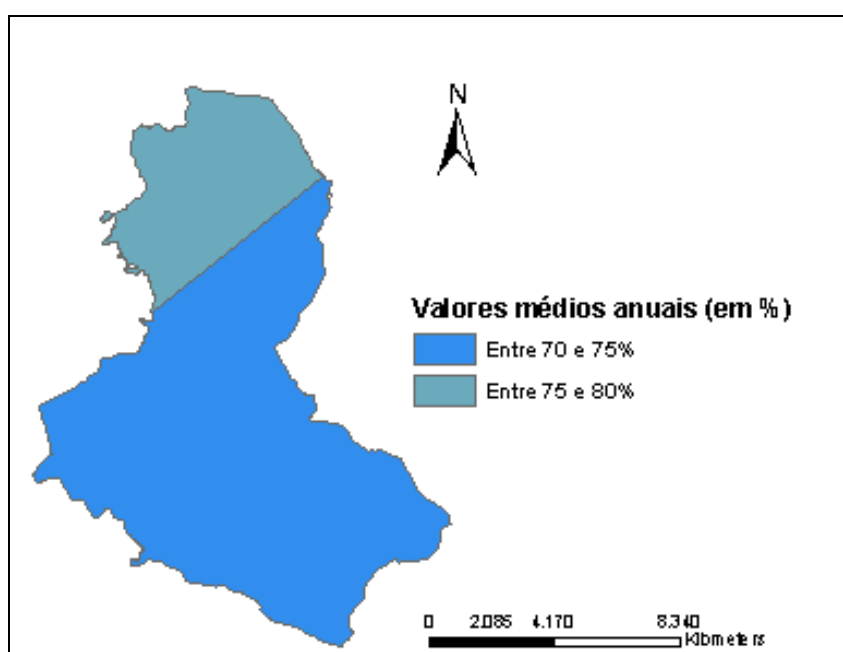 N
Valores médios anuais (em %)
Entre 70 e 75%
Entre 75 e 80%
0 2.085 4.170 8.340
Kilometers